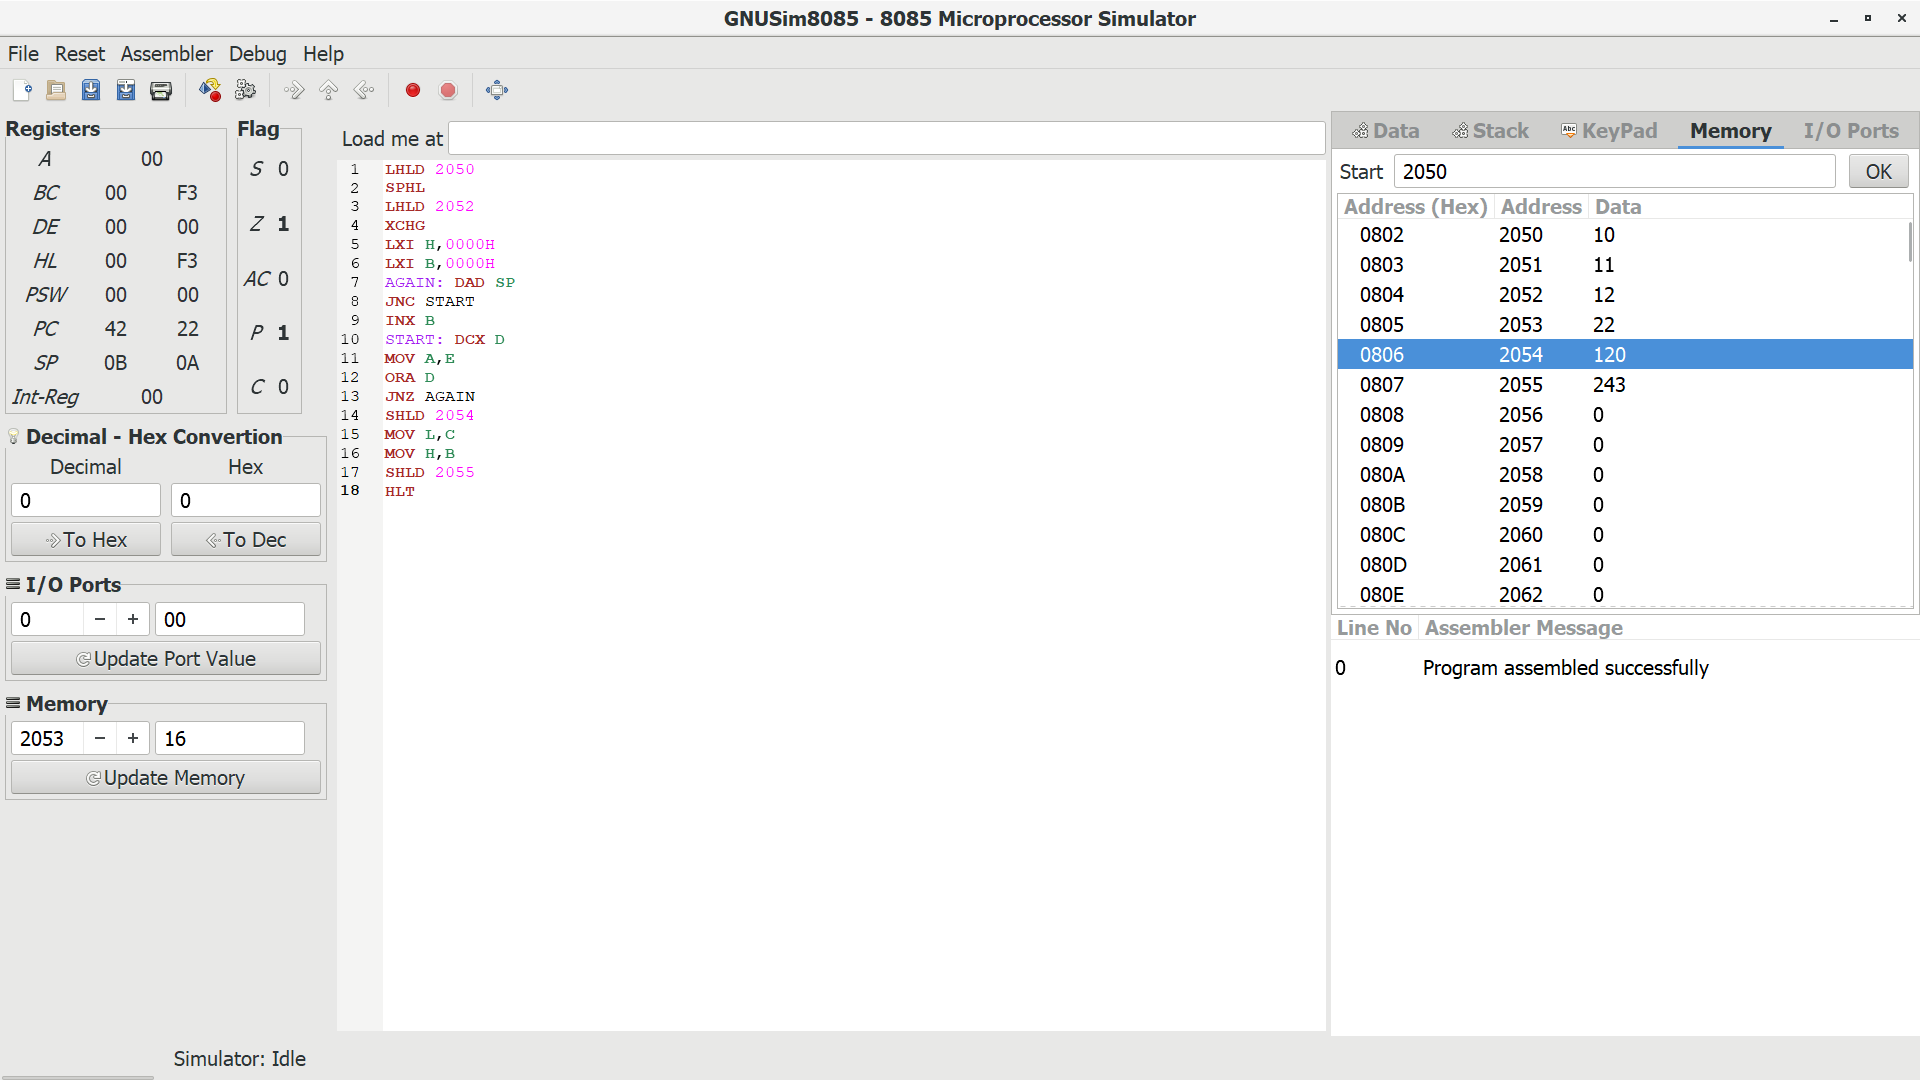 GNUSim8085 - 8085 Microprocessor Simulator
File Reset Assembler Debug Help
Registers
A 00
BC 00 F3
DE 00 00
HL 00 F3
PSW 00 00
PC 42 22
SP 0B 0A
Int-Reg 00
Flag
S 0
Z 1
AC 0
P 1
C 0
Decimal - Hex Convertion
Decimal Hex
0 0
To Hex To Dec
I/O Ports
0 − + 00
Update Port Value
Memory
2053 − + 16
Update Memory
Load me at
1 LHLD 2050
2 SPHL
3 LHLD 2052
4 XCHG
5 LXI H,0000H
6 LXI B,0000H
7 AGAIN: DAD SP
8 JNC START
9 INX B
10 START: DCX D
11 MOV A,E
12 ORA D
13 JNZ AGAIN
14 SHLD 2054
15 MOV L,C
16 MOV H,B
17 SHLD 2055
18 HLT
Data Stack Abc KeyPad Memory I/O Ports
Start 2050 OK
Address (Hex) Address Data
0802 2050 10
0803 2051 11
0804 2052 12
0805 2053 22
0806 2054 120
0807 2055 243
0808 2056 0
0809 2057 0
080A 2058 0
080B 2059 0
080C 2060 0
080D 2061 0
080E 2062 0
Line No Assembler Message
0 Program assembled successfully
Simulator: Idle